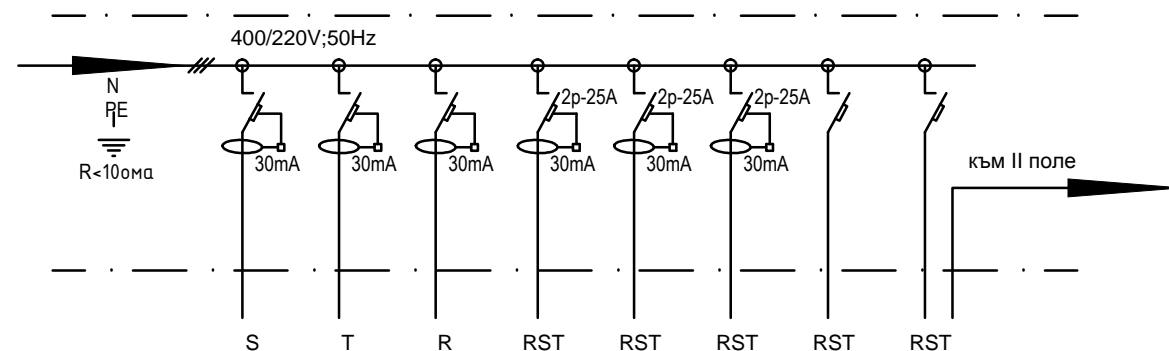 400/220V;50Hz
N
PE
R<10ома
2p-25A 2p-25A 2p-25A
30mA 30mA 30mA 30mA 30mA 30mA
към II поле
S T R RST RST RST RST RST